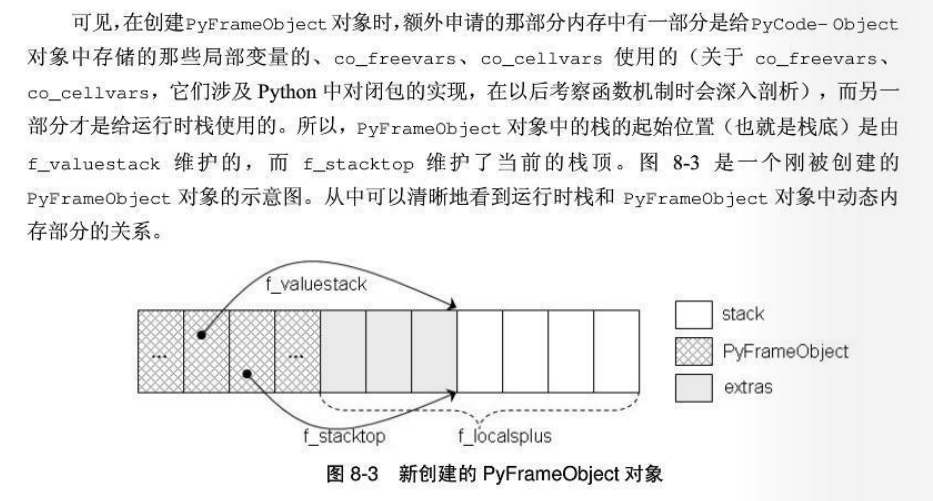 可见，在创建PyFrameObject 对象时，额外申请的那部分内存中有一部分是给PyCode- Object
对象中存储的那些局部变量的、co_freevars、co_cellvars 使用的（关于 co_freevars、
co_cellvars，它们涉及 Python 中对闭包的实现，在以后考察函数机制时会深入剖析），而另一
部分才是给运行时栈使用的。所以，PyFrameObject 对象中的栈的起始位置（也就是栈底）是由
f_valuestack 维护的，而 f_stacktop 维护了当前的栈顶。图 8-3 是一个刚被创建的
PyFrameObject 对象的示意图。从中可以清晰地看到运行时栈和 PyFrameObject 对象中动态内
存部分的关系。
f_valuestack
stack
... ...
PyFrameObject
extras
f_stacktop
f_localsplus
图 8-3 新创建的 PyFrameObject 对象